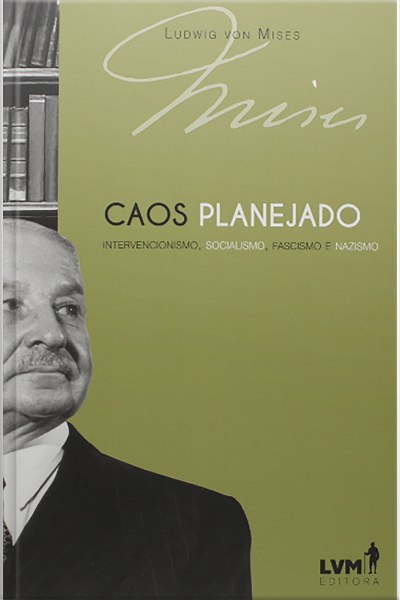 LUDWIG VON MISES
Mises
CAOS PLANEJADO
INTERVENCIONISMO, SOCIALISMO, FASCISMO E NAZISMO
LVM
EDITORA